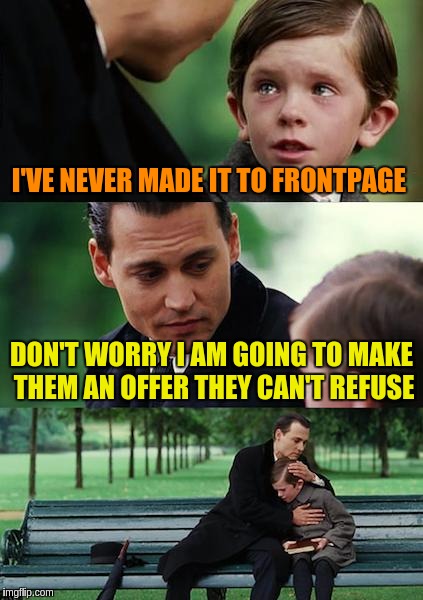 I'VE NEVER MADE IT TO FRONTPAGE
DON'T WORRY I AM GOING TO MAKE
THEM AN OFFER THEY CAN'T REFUSE
imgflip.com